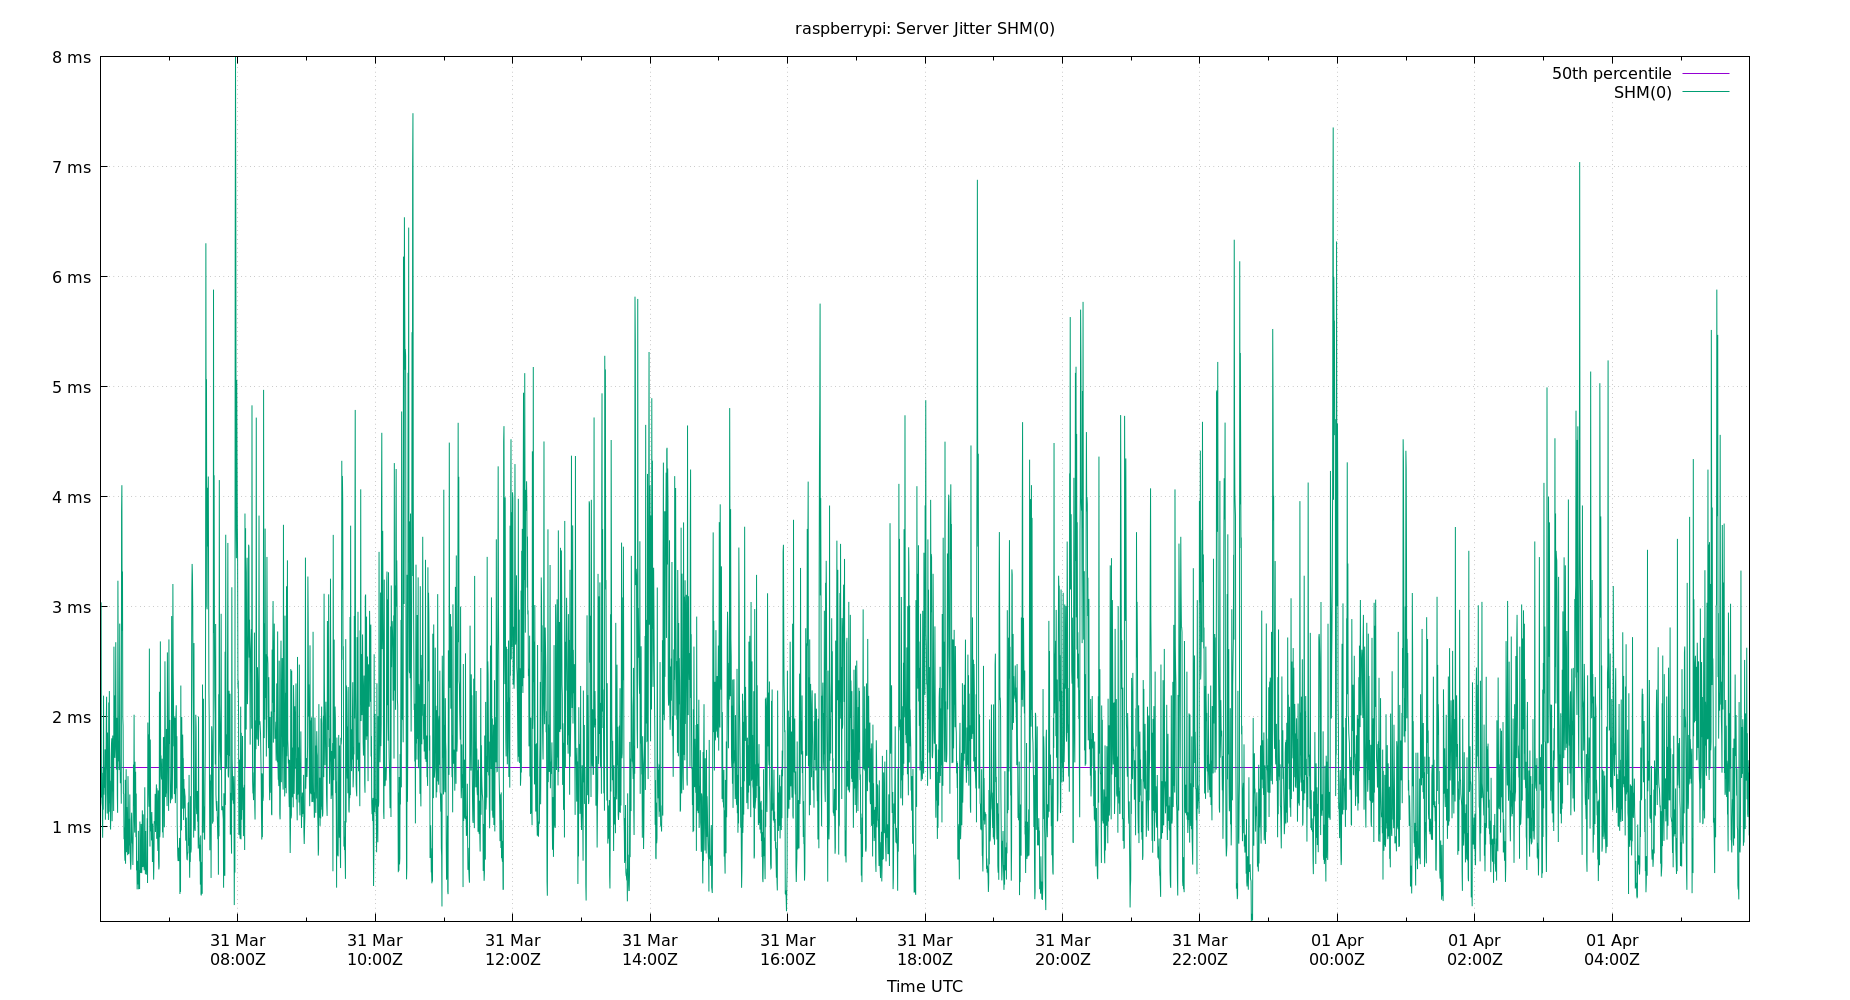 raspberrypi: Server Jitter SHM(0)
8 ms
7 ms
6 ms
5 ms
4 ms
3 ms
2 ms
1 ms
50th percentile
SHM(0)
31 Mar
08:00Z
31 Mar
10:00Z
31 Mar
12:00Z
31 Mar
14:00Z
31 Mar
16:00Z
31 Mar
18:00Z
31 Mar
20:00Z
31 Mar
22:00Z
01 Apr
00:00Z
01 Apr
02:00Z
01 Apr
04:00Z
Time UTC